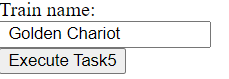 Train name:
Golden Chariot
Execute Task5